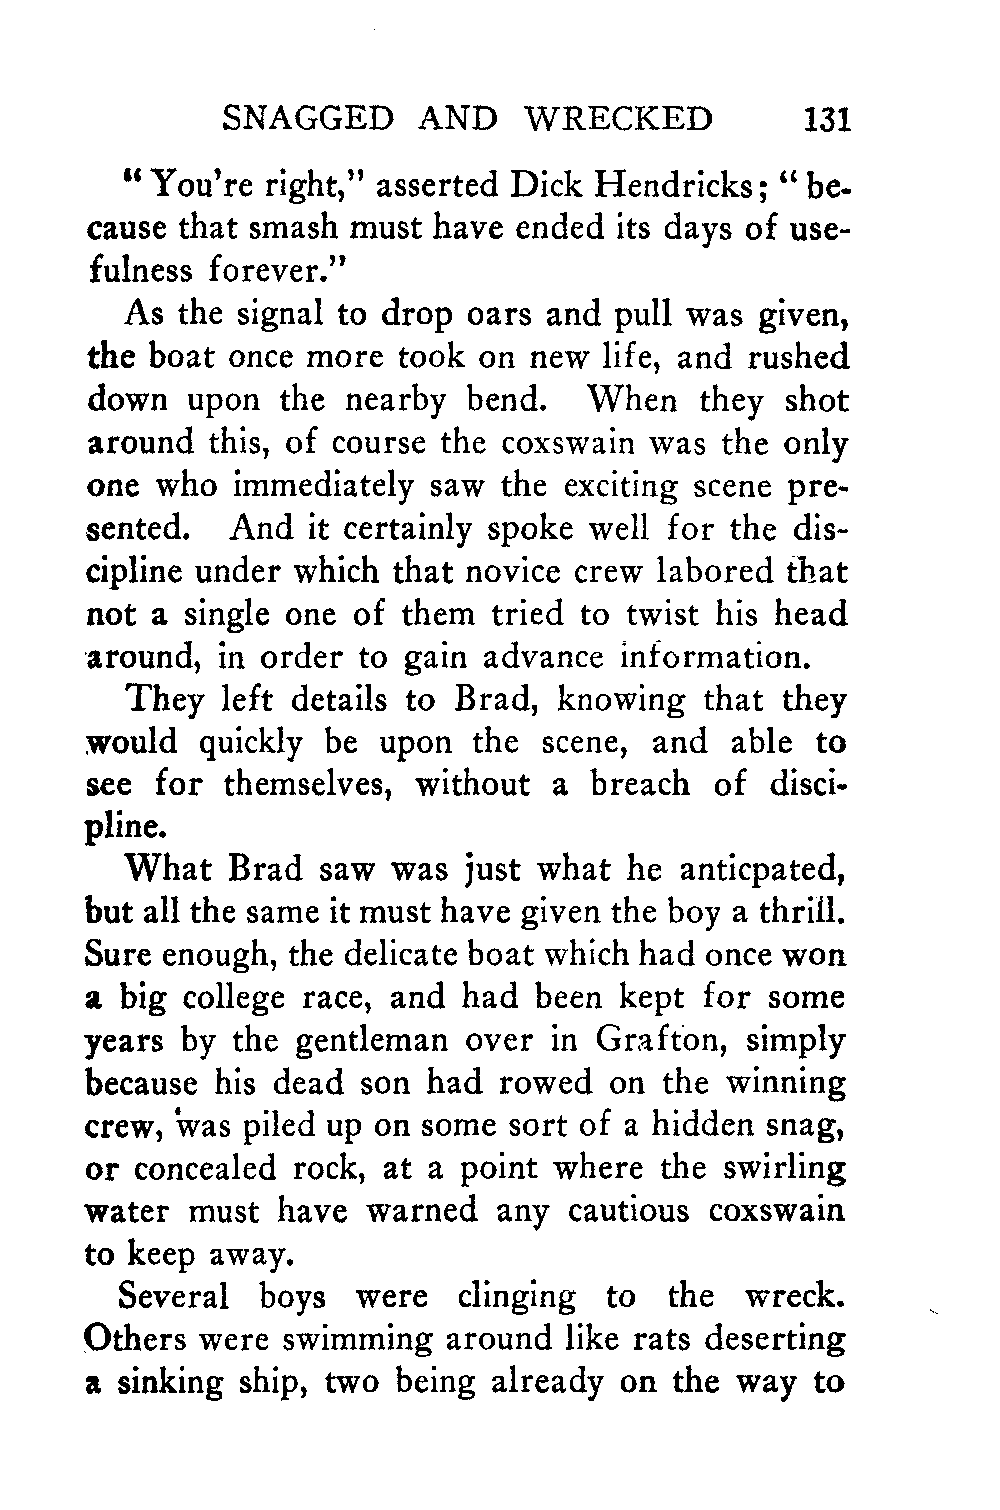 SNAGGED AND WRECKED 131
“ You’re right,” asserted Dick Hendricks; “ be-
cause that smash must have ended its days of use-
fulness forever.”
As the signal to drop oars and pull was given,
the boat once more took on new life, and rushed
down upon the nearby bend. When they shot
around this, of course the coxswain was the only
one who immediately saw the exciting scene pre-
sented. And it certainly spoke well for the dis-
cipline under which that novice crew labored that
not a single one of them tried to twist his head
around, in order to gain advance information.
They left details to Brad, knowing that they
would quickly be upon the scene, and able to
see for themselves, without a breach of disci-
pline.
What Brad saw was just what he anticpated,
but all the same it must have given the boy a thrill.
Sure enough, the delicate boat which had once won
a big college race, and had been kept for some
years by the gentleman over in Grafton, simply
because his dead son had rowed on the winning
crew, was piled up on some sort of a hidden snag,
or concealed rock, at a point where the swirling
water must have warned any cautious coxswain
to keep away.
Several boys were clinging to the wreck.
Others were swimming around like rats deserting
a sinking ship, two being already on the way to